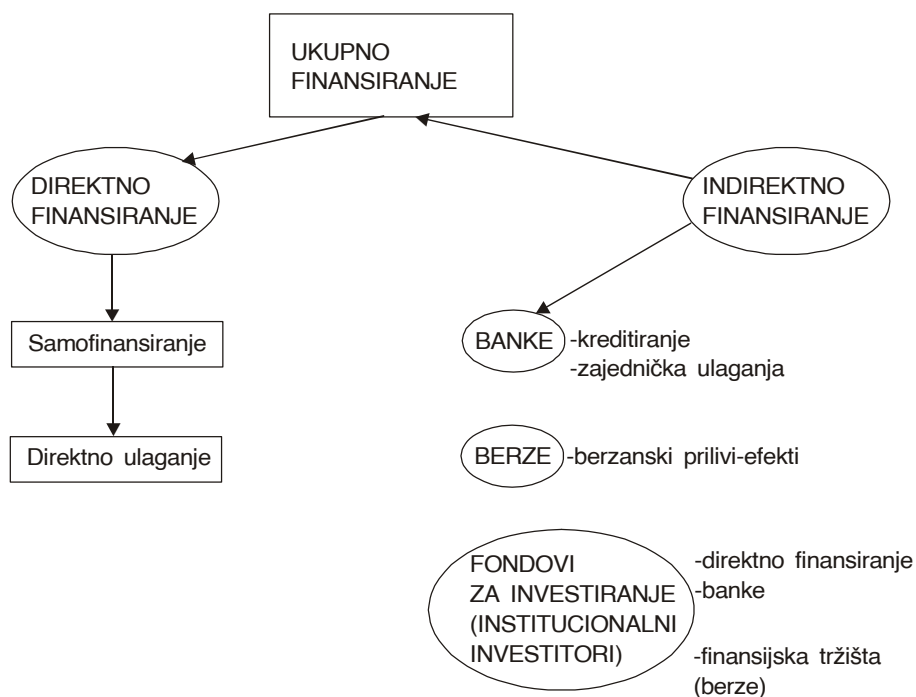 UKUPNO
FINANSIRANJE
DIREKTNO
FINANSIRANJE
INDIREKTNO
FINANSIRANJE
Samofinansiranje
Direktno ulaganje
BANKE -kreditiranje
-zajednička ulaganja
BERZE -berzanski prilivi-efekti
FONDOVI
ZA INVESTIRANJE
(INSTITUCIONALNI
INVESTITORI)
-direktno finansiranje
-banke
-finansijska tržišta
(berze)